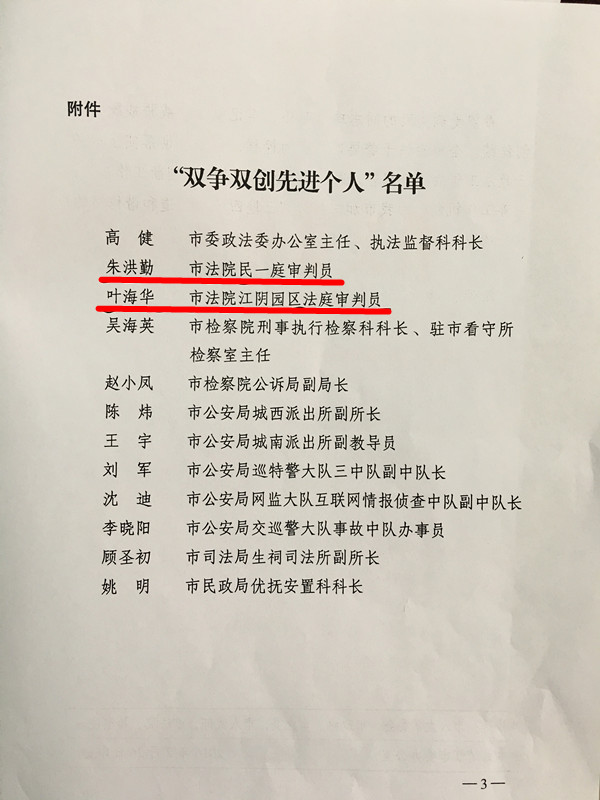 附件
“双争双创先进个人”名单
高 健 市委政法委办公室主任、执法监督科科长
朱洪勤 市法院民一庭审判员
叶海华 市法院江阴园区法庭审判员
吴海英 市检察院刑事执行检察科科长、驻市看守所
检察室主任
赵小凤 市检察院公诉局副局长
陈 炜 市公安局城西派出所副所长
王 宇 市公安局城南派出所副教导员
刘 军 市公安局巡特警大队三中队副中队长
沈 迪 市公安局网监大队互联网情报侦查中队副中队长
李晓阳 市公安局交巡警大队事故中队办事员
顾圣初 市司法局生祠司法所副所长
姚 明 市民政局优抚安置科科长
—3—